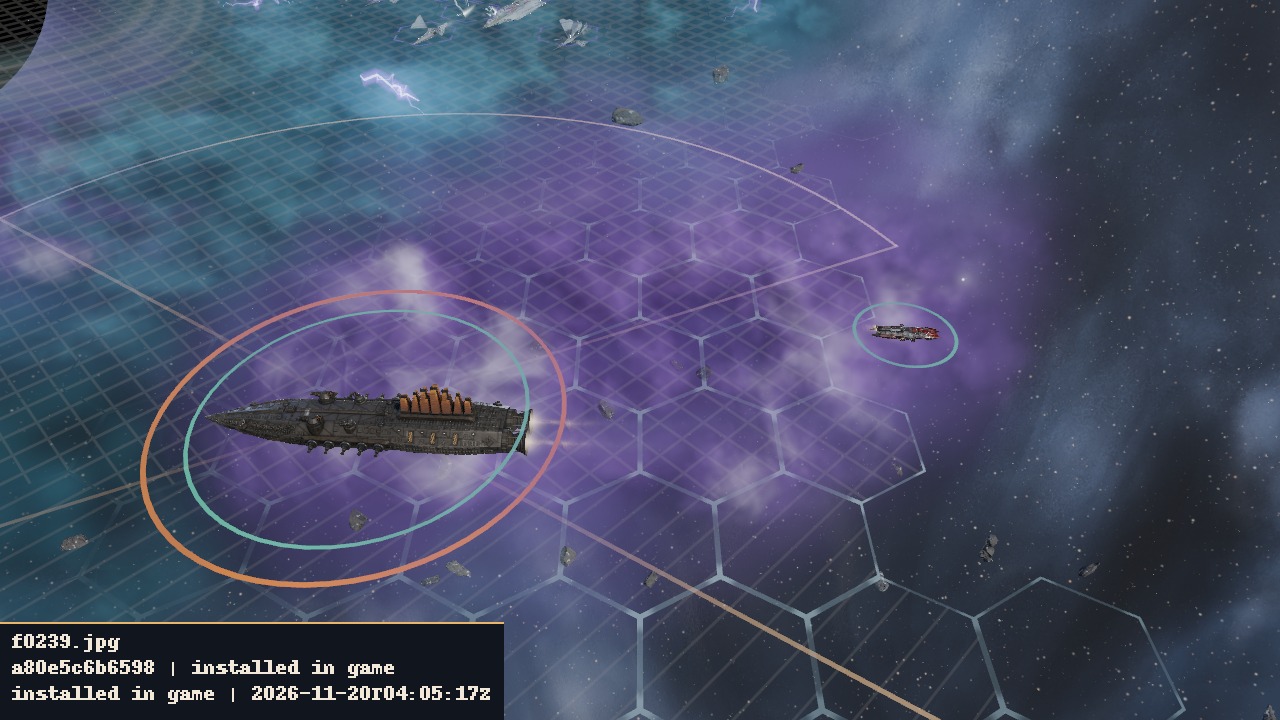 f0239.jpg
a80e5c6b6598 | installed in game
installed in game | 2026-11-20T04:05:17Z